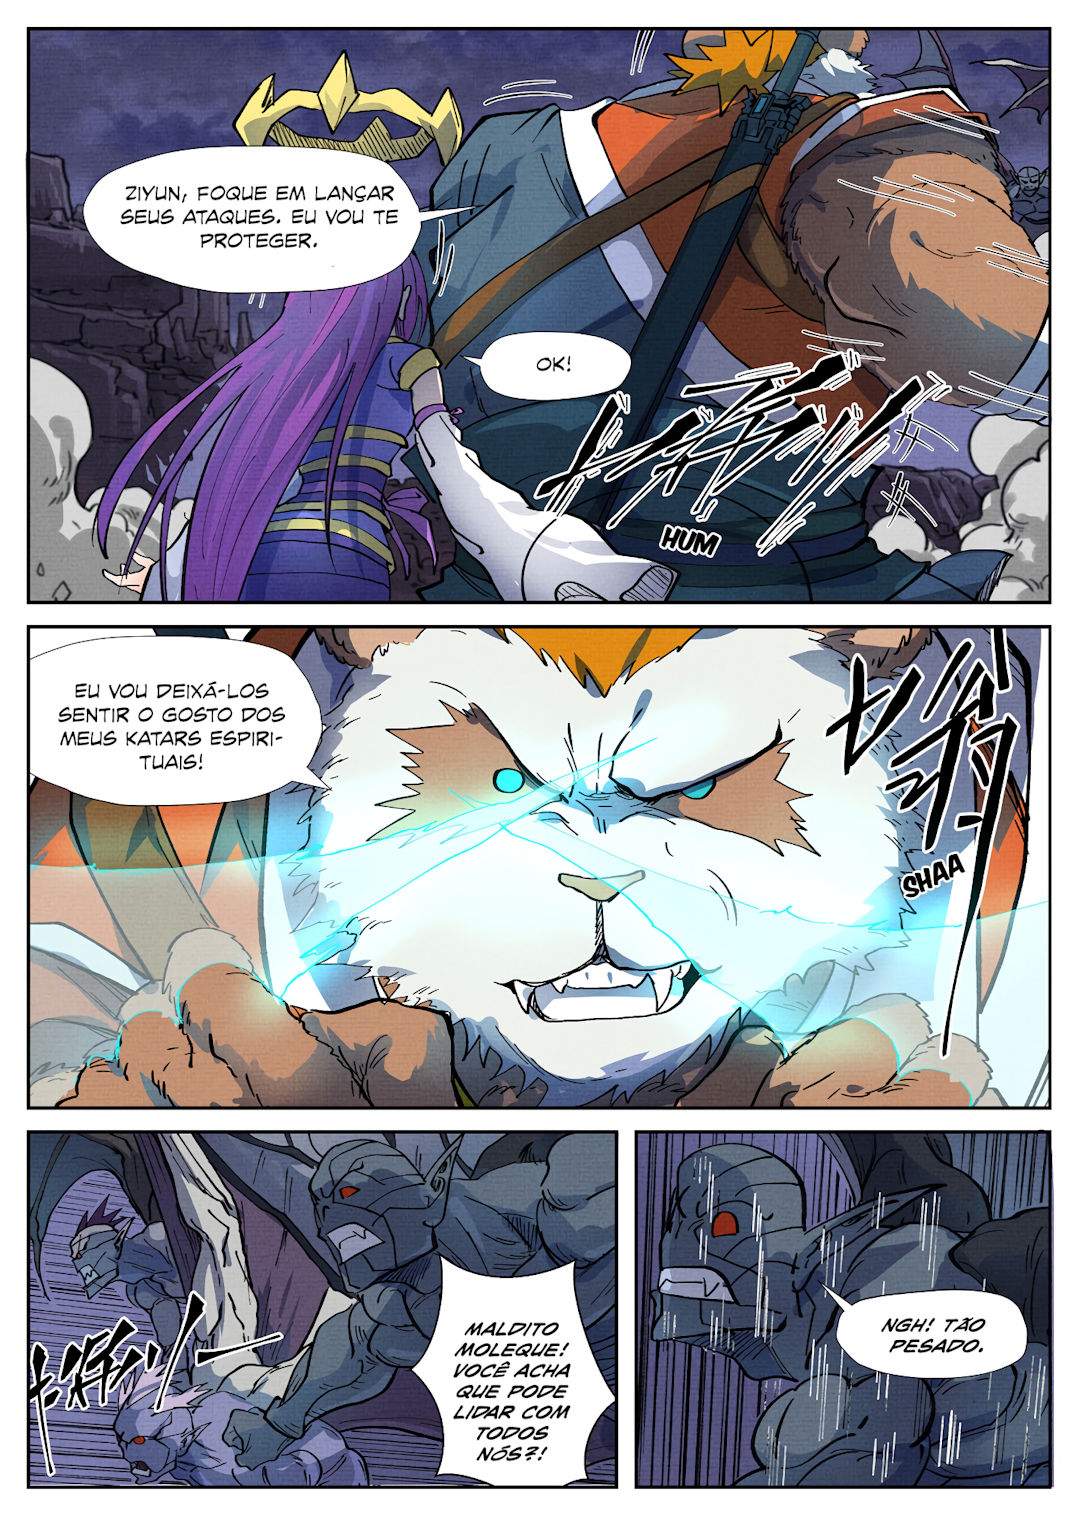 ZIYUN, FOQUE EM LANÇAR
SEUS ATAQUES. EU VOU TE
PROTEGER.
OK!
HUM
EU VOU DEIXÁ-LOS
SENTIR O GOSTO DOS
MEUS KATARS ESPIRI-
TUAIS!
SHAA
MALDITO
MOLEQUE!
VOCÊ ACHA
QUE PODE
LIDAR COM
TODOS
NÓS?!
NGH! TÃO
PESADO.